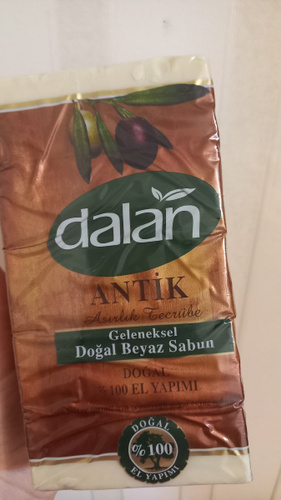 dalan
ANTİK
Asırlık Tecrübe
Geleneksel
Doğal Beyaz Sabun
DOĞAL
%100 EL YAPIMI
DOĞAL
%100
EL YAPIMI